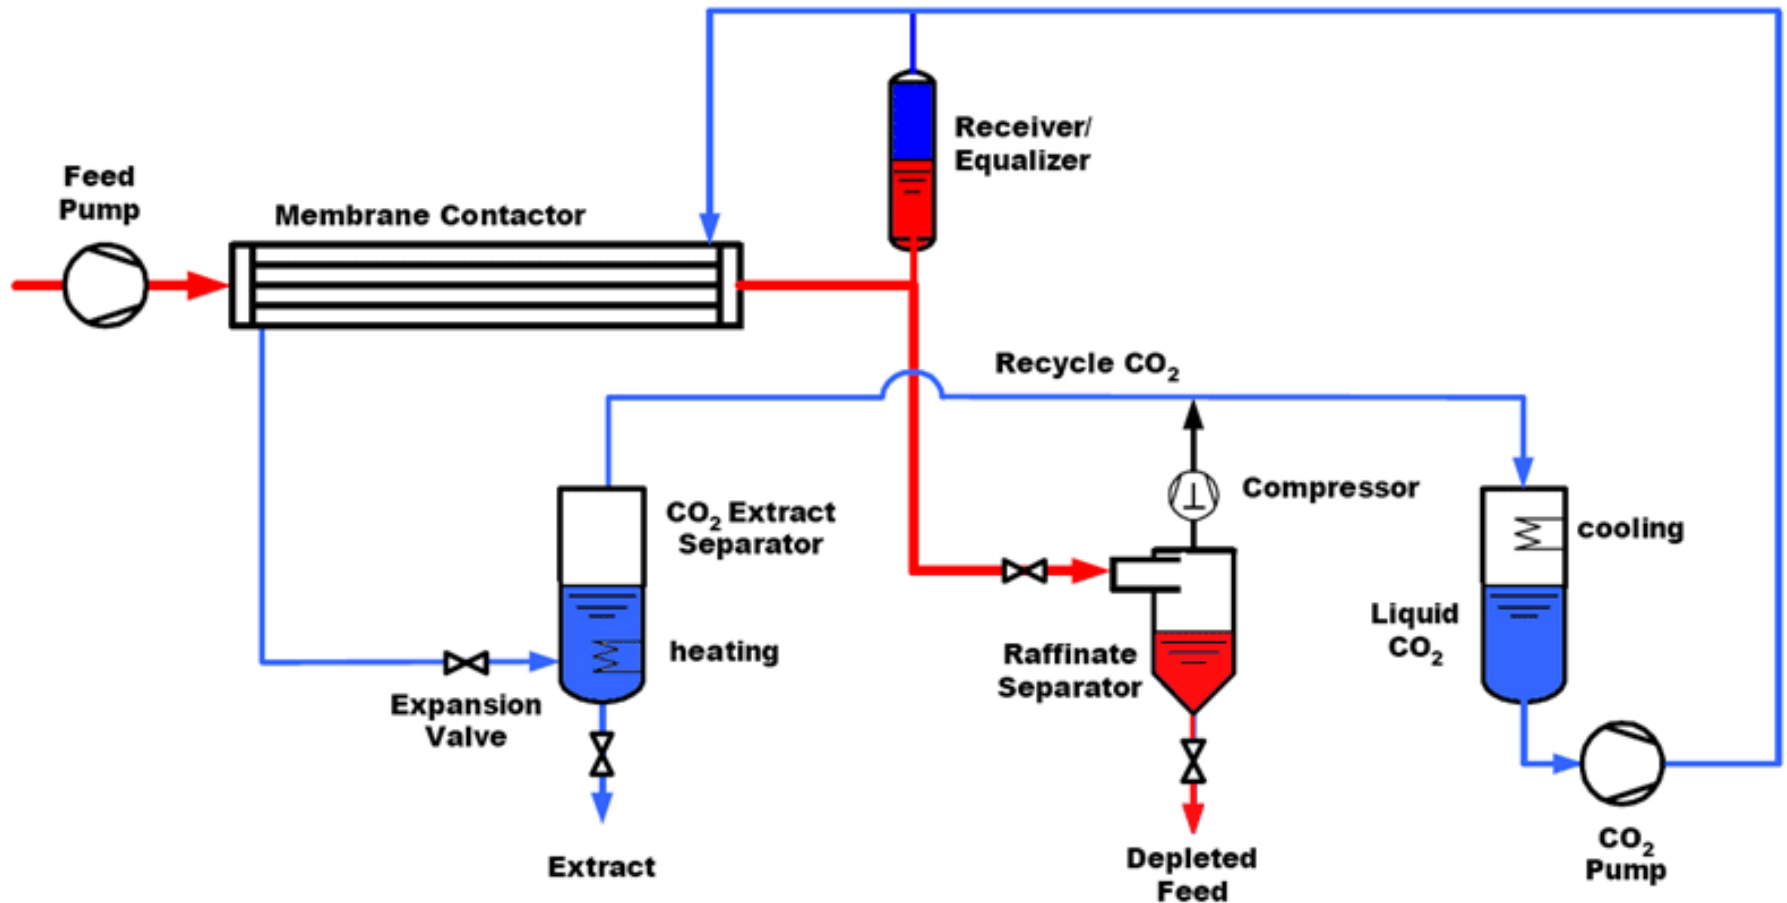 Receiver/
Equalizer
Feed
Pump
Membrane Contactor
Recycle CO₂
CO₂ Extract
Separator
Compressor
cooling
Liquid
CO₂
heating
Raffinate
Separator
Expansion
Valve
Extract
Depleted
Feed
CO₂
Pump